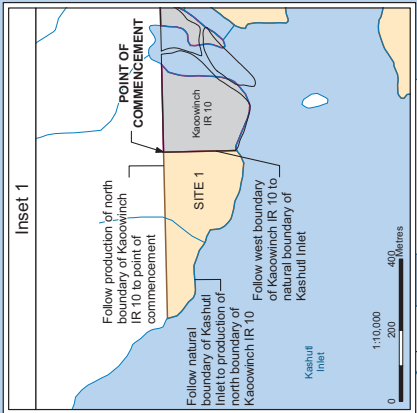 Inset 1
POINT OF
COMMENCEMENT
Follow production of north
boundary of Kaoowinch
IR 10 to point of
commencement
Kaoowinch
IR 10
SITE 1
Follow natural
boundary of Kashutl
Inlet to production of
north boundary of
Kaoowinch IR 10
Follow west boundary
of Kaoowinch IR 10 to
natural boundary of
Kashutl Inlet
Kashutl
Inlet
1:10,000
0 200 400
Metres